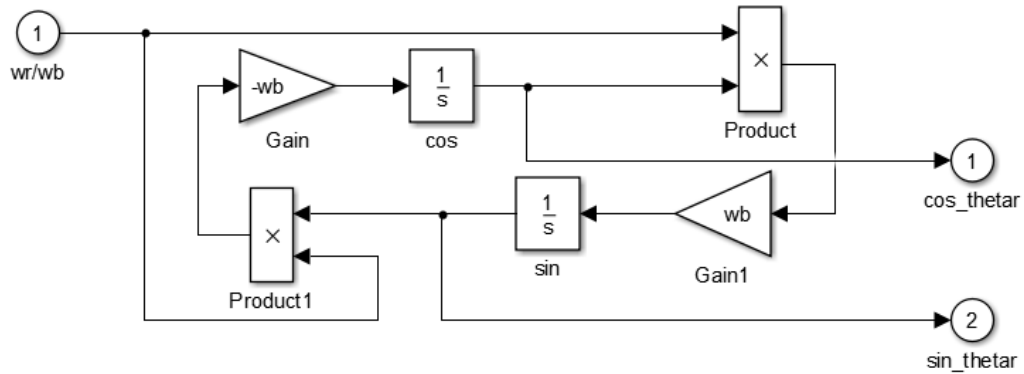 1
wr/wb
-wb
Gain
1
s
cos
×
Product
1
cos_thetar
×
Product1
1
s
sin
wb
Gain1
2
sin_thetar